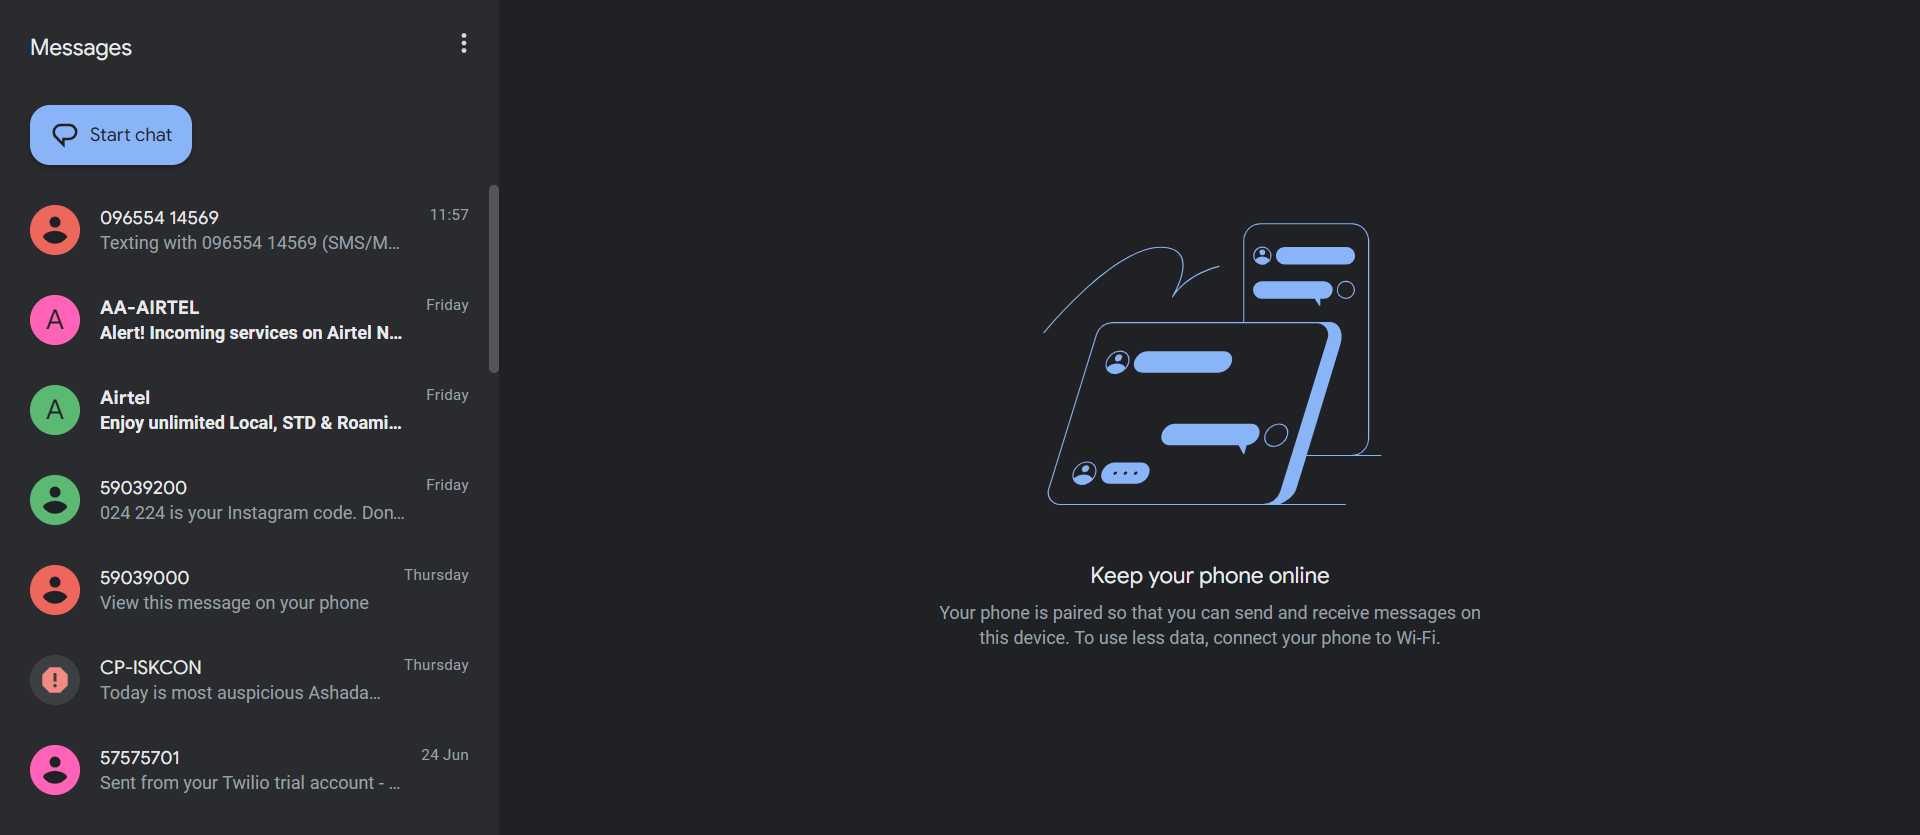 Messages
Start chat
096554 14569
11:57
Texting with 096554 14569 (SMS/M...
A
AA-AIRTEL
Friday
Alert! Incoming services on Airtel N...
A
Airtel
Friday
Enjoy unlimited Local, STD & Roami...
59039200
Friday
024 224 is your Instagram code. Don...
59039000
Thursday
View this message on your phone
CP-ISKCON
Thursday
Today is most auspicious Ashada...
57575701
24 Jun
Sent from your Twilio trial account - ...
Keep your phone online
Your phone is paired so that you can send and receive messages on
this device. To use less data, connect your phone to Wi-Fi.